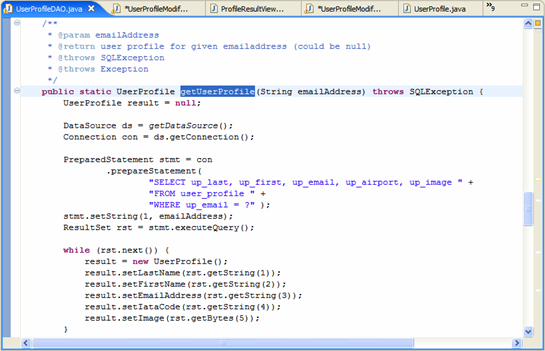 UserProfileDAO.java
*UserProfileModif...
ProfileResultView...
*UserProfileModif...
UserProfile.java
»9
/**
* @param emailAddress
* @return user profile for given emailaddress (could be null)
* @throws SQLException
* @throws Exception
*/
public static UserProfile getUserProfile(String emailAddress) throws SQLException {
UserProfile result = null;
DataSource ds = getDataSource();
Connection con = ds.getConnection();
PreparedStatement stmt = con
.prepareStatement(
"SELECT up_last, up_first, up_email, up_airport, up_image " +
"FROM user_profile " +
"WHERE up_email = ?" );
stmt.setString(1, emailAddress);
ResultSet rst = stmt.executeQuery();
while (rst.next()) {
result = new UserProfile();
result.setLastName(rst.getString(1));
result.setFirstName(rst.getString(2));
result.setEmailAddress(rst.getString(3));
result.setIataCode(rst.getString(4));
result.setImage(rst.getBytes(5));
}